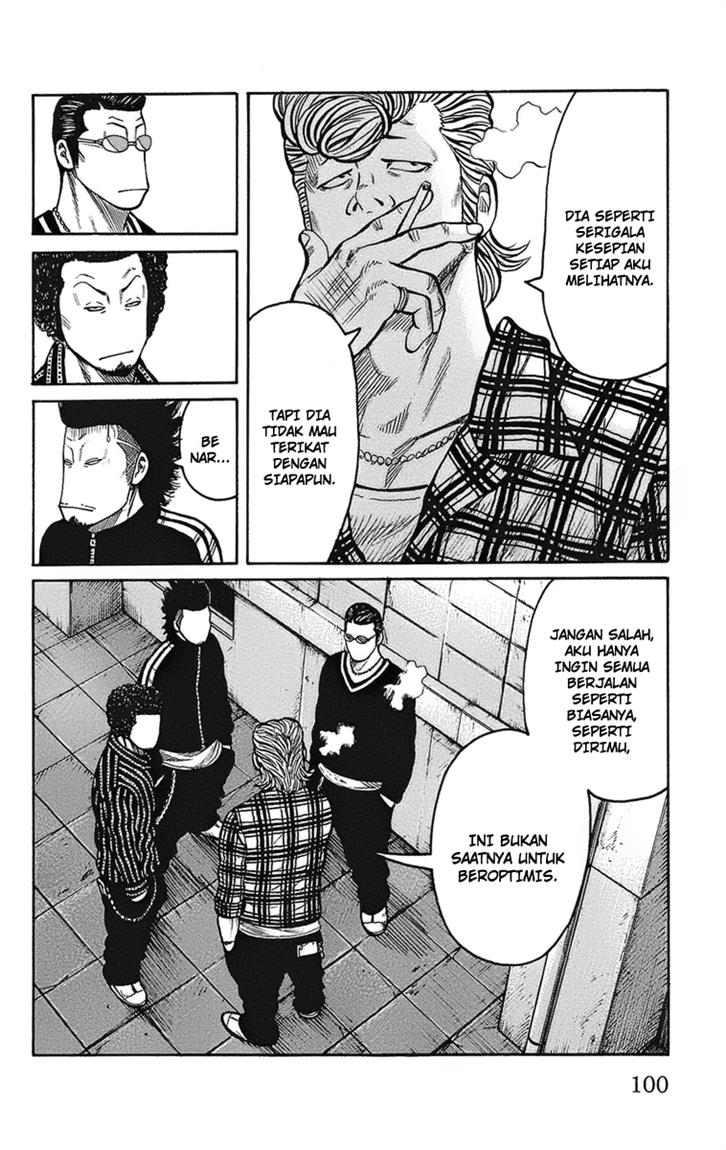 DIA SEPERTI
SERIGALA
KESEPIAN
SETIAP AKU
MELIHATNYA.
TAPI DIA
TIDAK MAU
TERIKAT
DENGAN
SIAPAPUN.
BE
NAR...
JANGAN SALAH,
AKU HANYA
INGIN SEMUA
BERJALAN
SEPERTI
BIASANYA,
SEPERTI
DIRIMU,
INI BUKAN
SAATNYA UNTUK
BEROPTIMIS.
100